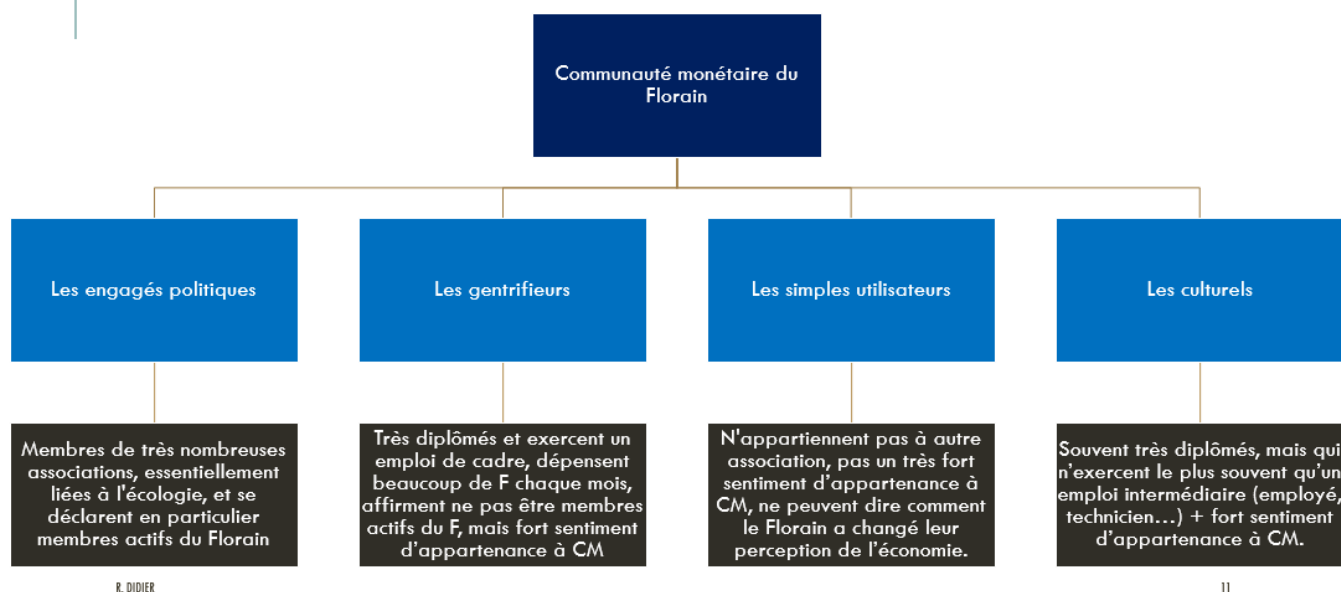 Communauté monétaire du
Florain
Les engagés politiques
Les gentrifieurs
Les simples utilisateurs
Les culturels
Membres de très nombreuses
associations, essentiellement
liées à l'écologie, et se
déclarent en particulier
membres actifs du Florain
Très diplômés et exercent un
emploi de cadre, dépensent
beaucoup de F chaque mois,
affirment ne pas être membres
actifs du F, mais fort sentiment
d'appartenance à CM
N'appartiennent pas à autre
association, pas un très fort
sentiment d'appartenance à
CM, ne peuvent dire comment
le Florain a changé leur
perception de l'économie.
Souvent très diplômés, mais qui
n'exercent le plus souvent qu'un
emploi intermédiaire (employé,
technicien...) + fort sentiment
d'appartenance à CM.
R. DIDIER
11